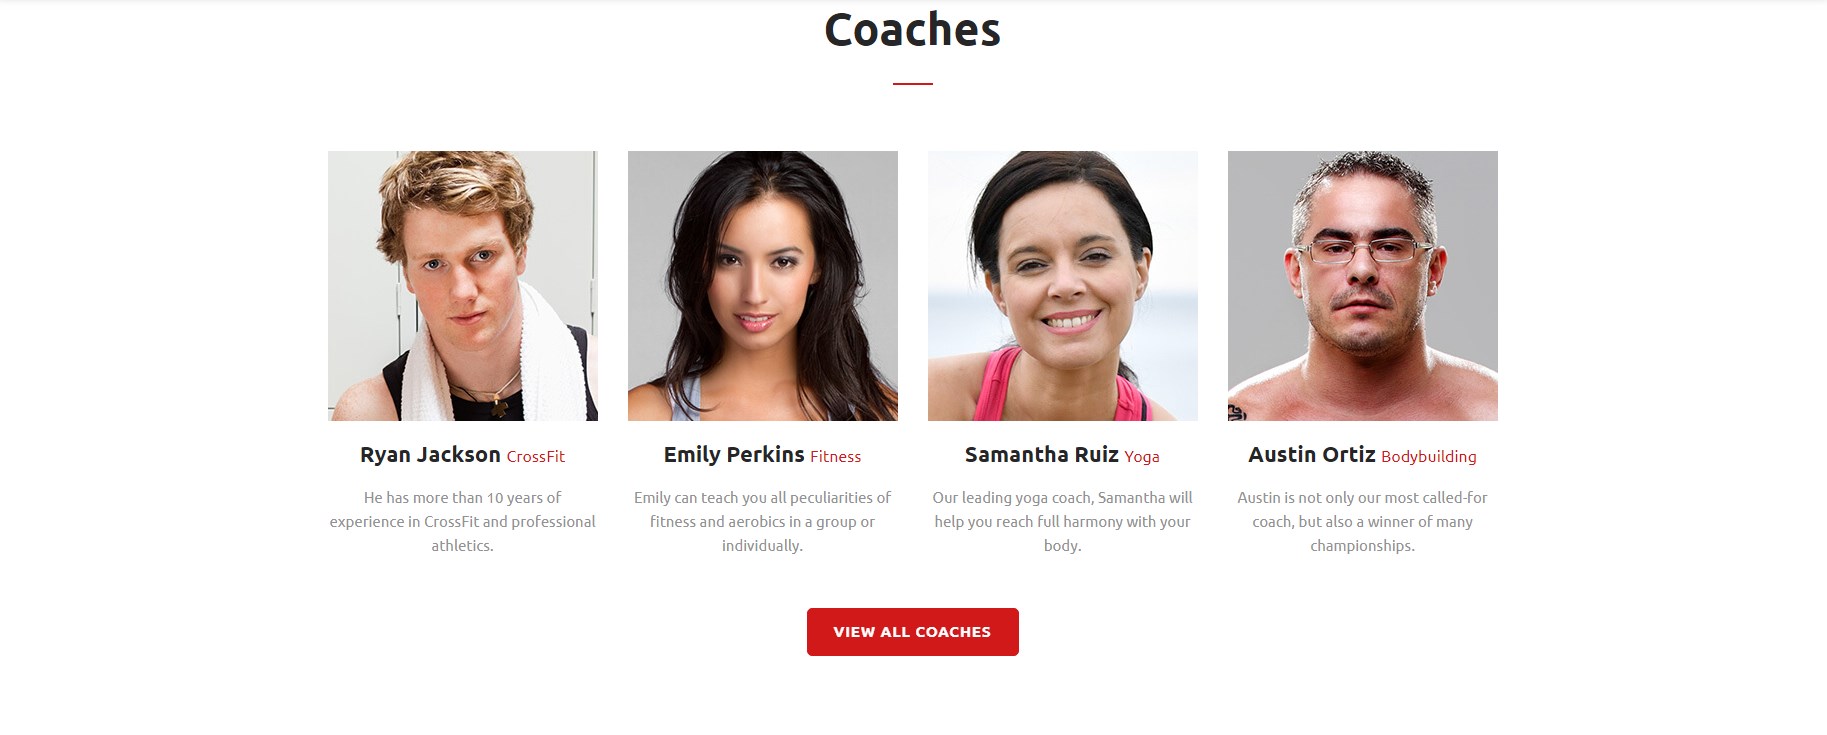 Coaches
Ryan Jackson CrossFit
He has more than 10 years of
experience in CrossFit and professional
athletics.
Emily Perkins Fitness
Emily can teach you all peculiarities of
fitness and aerobics in a group or
individually.
Samantha Ruiz Yoga
Our leading yoga coach, Samantha will
help you reach full harmony with your
body.
Austin Ortiz Bodybuilding
Austin is not only our most called-for
coach, but also a winner of many
championships.
VIEW ALL COACHES